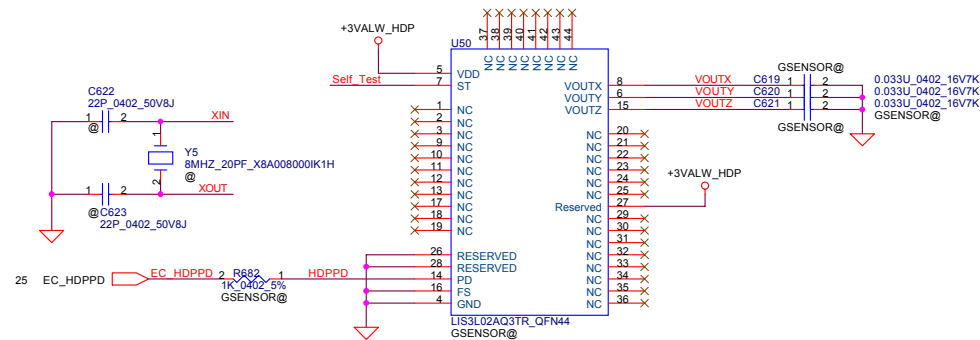 +3VALW_HDP
U50
37
38
39
40
41
42
43
44
NC
NC
NC
NC
NC
NC
NC
NC
5 VDD
Self_Test 7 ST
1 NC
2 NC
3 NC
9 NC
10 NC
11 NC
12 NC
13 NC
17 NC
18 NC
19 NC
26 RESERVED
28 RESERVED
14 PD
16 FS
4 GND
VOUTX 8 VOUTX C619 1 2 0.033U_0402_16V7K
VOUTY 6 VOUTY C620 1 2 0.033U_0402_16V7K
VOUTZ 15 VOUTZ C621 1 2 0.033U_0402_16V7K
GSENSOR@
GSENSOR@
GSENSOR@
NC 20
NC 21
NC 22
NC 23
NC 24
NC 25
Reserved 27
+3VALW_HDP
NC 29
NC 30
NC 31
NC 32
NC 33
NC 34
NC 35
NC 36
LIS3L02AQ3TR_QFN44
GSENSOR@
C622
22P_0402_50V8J
1 2 XIN
@
1
Y5
8MHZ_20PF_X8A008000IK1H
@
2
1 2 XOUT
@ C623
22P_0402_50V8J
25 EC_HDPPD EC_HDPPD 2 R682 1 HDPPD
1K_0402_5%
GSENSOR@